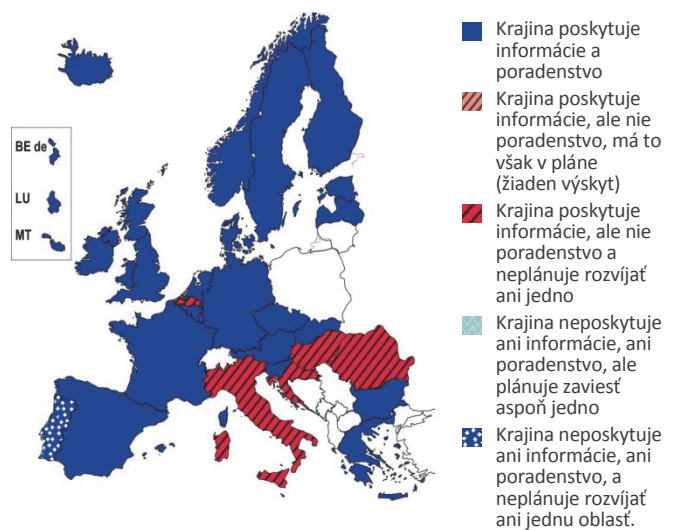 BE de
LU
MT
Krajina poskytuje
informácie a
poradenstvo
Krajina poskytuje
informácie, ale nie
poradenstvo, má to
však v pláne
(žiaden výskyt)
Krajina poskytuje
informácie, ale nie
poradenstvo a
neplánuje rozvíjať
ani jedno
Krajina neposkytuje
ani informácie, ani
poradenstvo, ale
plánuje zaviesť
aspoň jedno
Krajina neposkytuje
ani informácie, ani
poradenstvo, a
neplánuje rozvíjať
ani jednu oblasť.